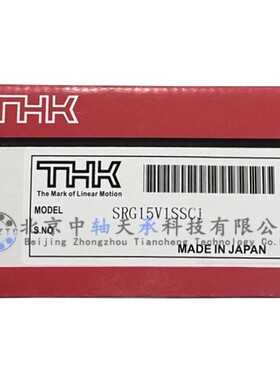 THK
THK
The Mark of Linear Motion
MODEL
SRG15V1SSC1
S.NO
北京中轴天承科技有限公司
Beijing Zhongzhou Tiancheng Technology Co., Ltd
MADE IN JAPAN